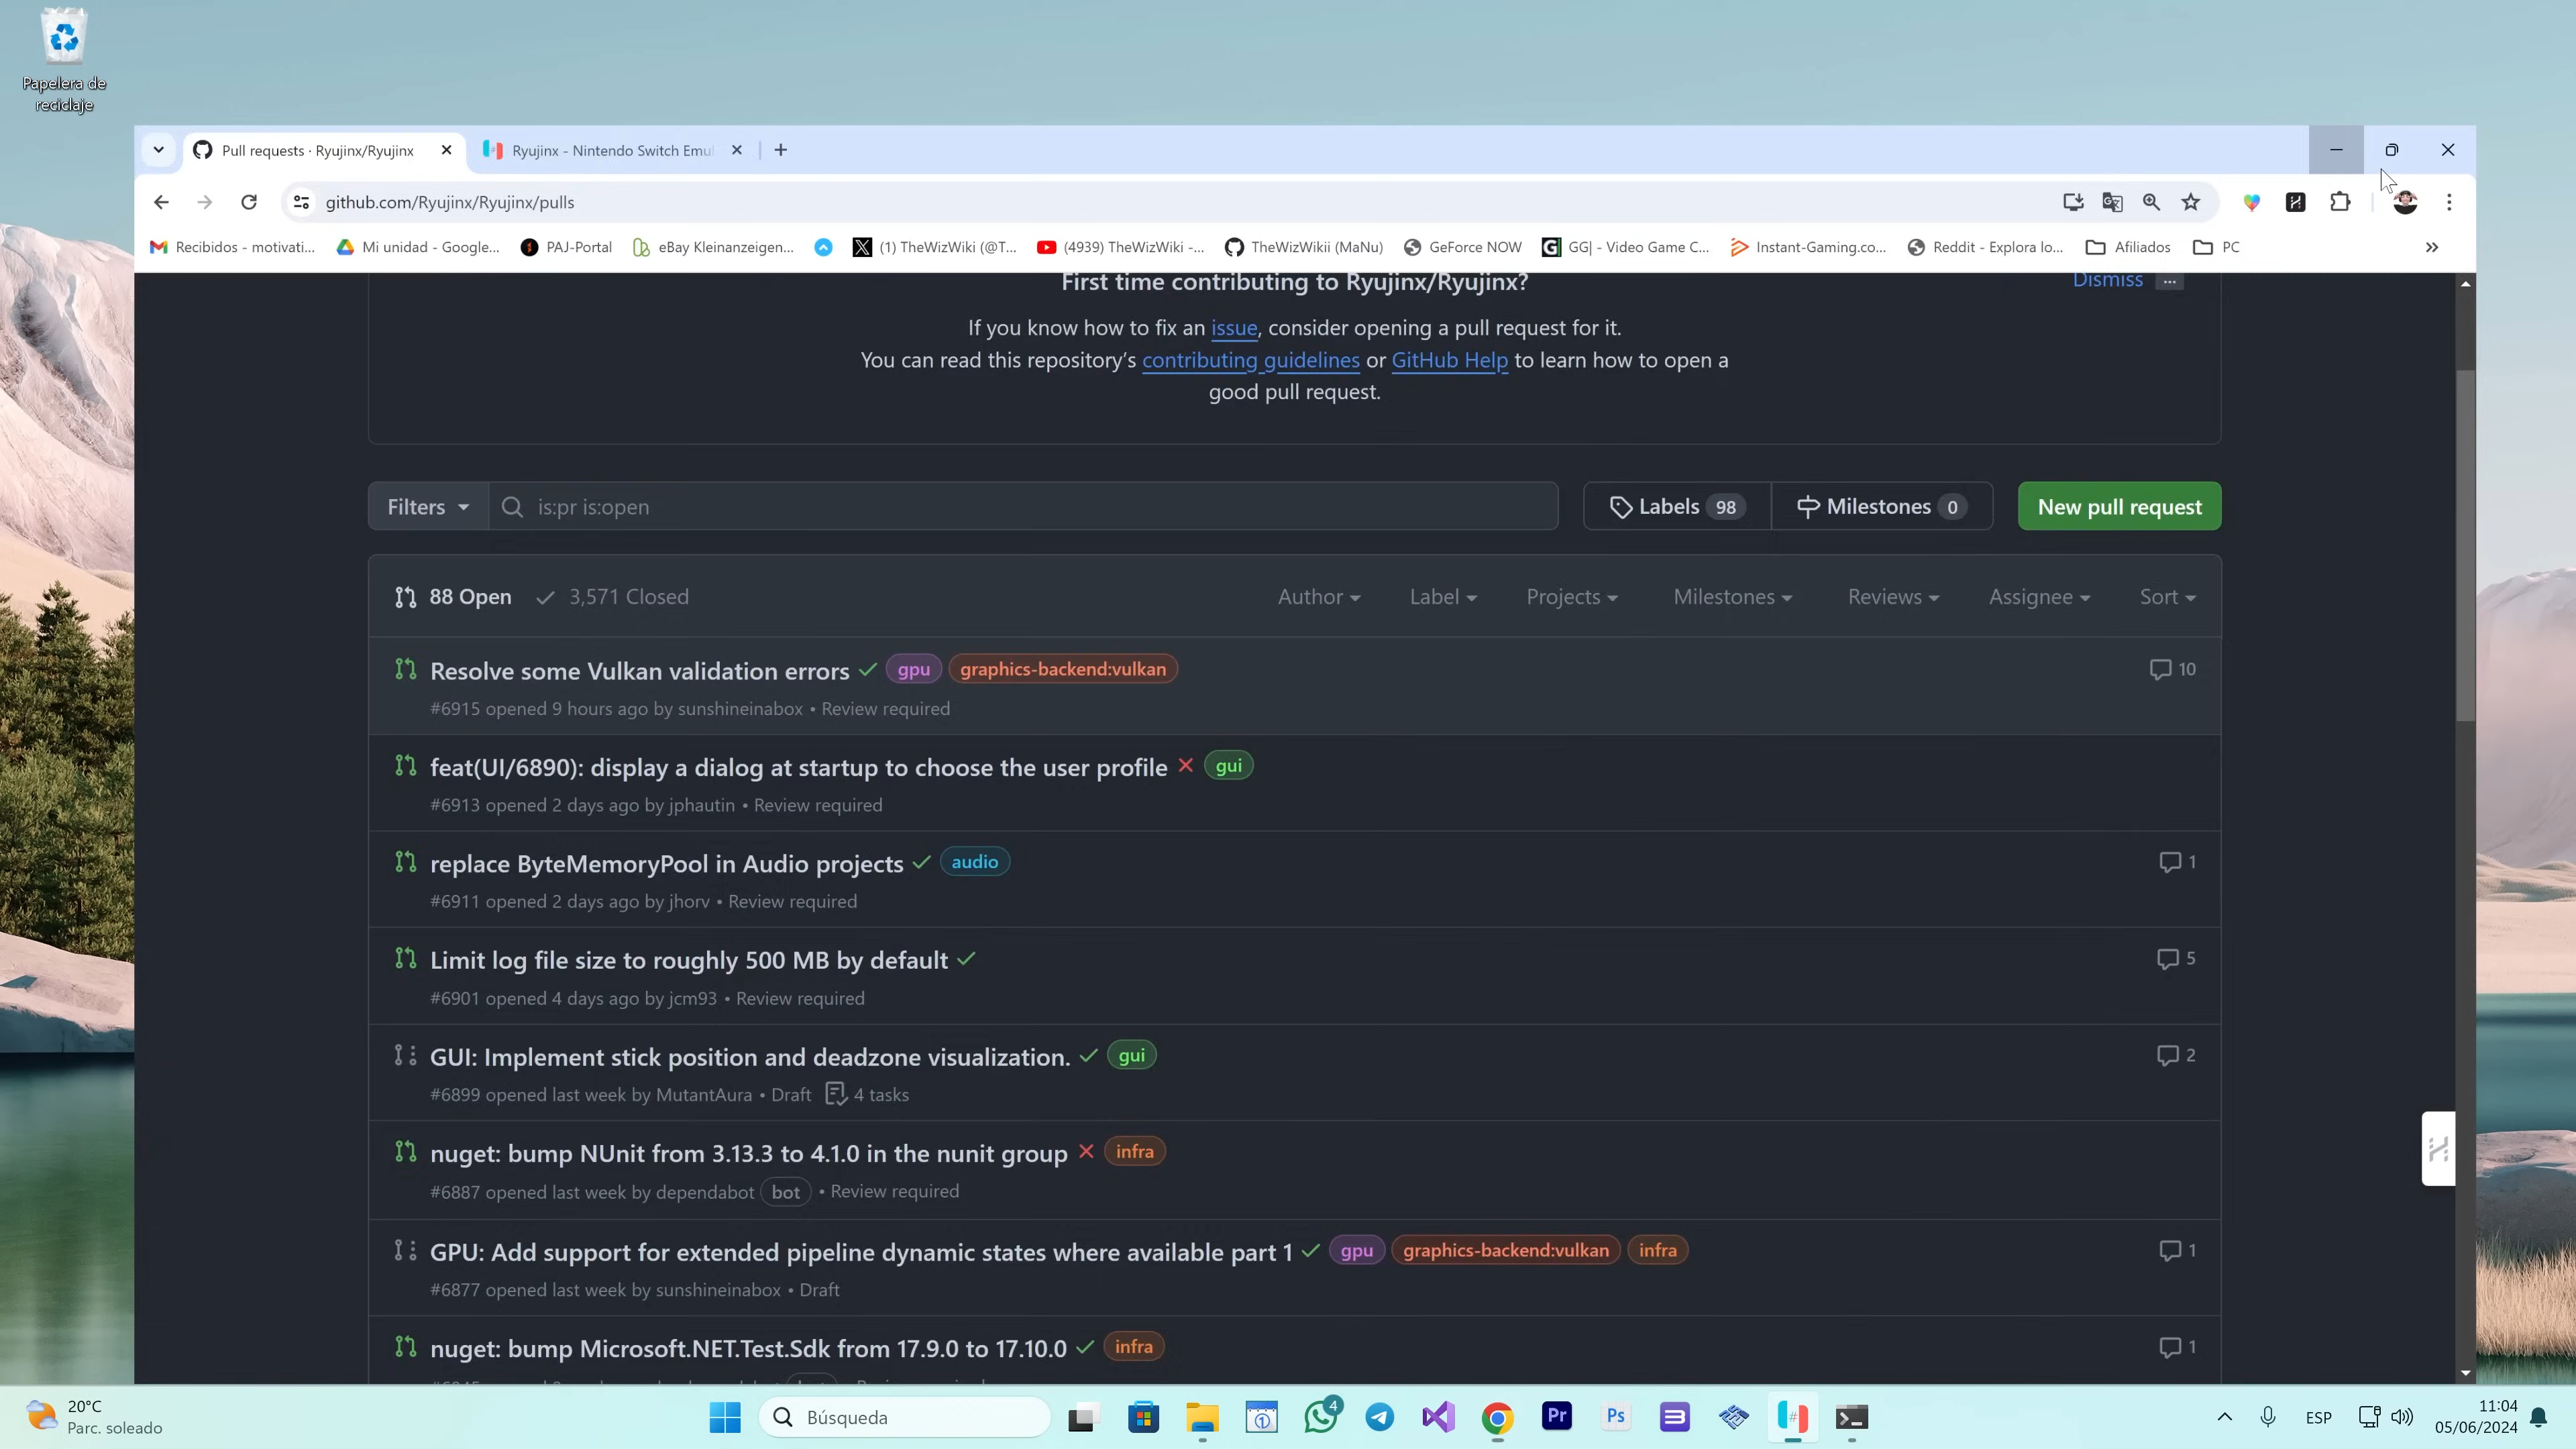 Papelera de
reciclaje
Pull requests · Ryujinx/Ryujinx
Ryujinx - Nintendo Switch Emul
github.com/Ryujinx/Ryujinx/pulls
Recibidos - motivati...
Mi unidad - Google...
PAJ-Portal
eBay Kleinanzeigen...
(1) TheWizWiki (@T...
(4939) TheWizWiki -...
TheWizWikii (MaNu)
GeForce NOW
GG| - Video Game C...
Instant-Gaming.co...
Reddit - Explora lo...
Afiliados
PC
First time contributing to Ryujinx/Ryujinx?
Dismiss
If you know how to fix an issue, consider opening a pull request for it.
You can read this repository's contributing guidelines or GitHub Help to learn how to open a
good pull request.
Filters
is:pr is:open
Labels 98
Milestones 0
New pull request
88 Open
3,571 Closed
Author
Label
Projects
Milestones
Reviews
Assignee
Sort
Resolve some Vulkan validation errors gpu graphics-backend:vulkan 10
#6915 opened 9 hours ago by sunshineinabox • Review required
feat(UI/6890): display a dialog at startup to choose the user profile gui
#6913 opened 2 days ago by jphautin • Review required
replace ByteMemoryPool in Audio projects audio 1
#6911 opened 2 days ago by jhorv • Review required
Limit log file size to roughly 500 MB by default 5
#6901 opened 4 days ago by jcm93 • Review required
GUI: Implement stick position and deadzone visualization. gui 2
#6899 opened last week by MutantAura • Draft 4 tasks
nuget: bump NUnit from 3.13.3 to 4.1.0 in the nunit group infra
#6887 opened last week by dependabot bot • Review required
GPU: Add support for extended pipeline dynamic states where available part 1 gpu graphics-backend:vulkan infra 1
#6877 opened last week by sunshineinabox • Draft
nuget: bump Microsoft.NET.Test.Sdk from 17.9.0 to 17.10.0 infra 1
20°C
Parc. soleado
Búsqueda
4
Pr
Ps
ESP
11:04
05/06/2024